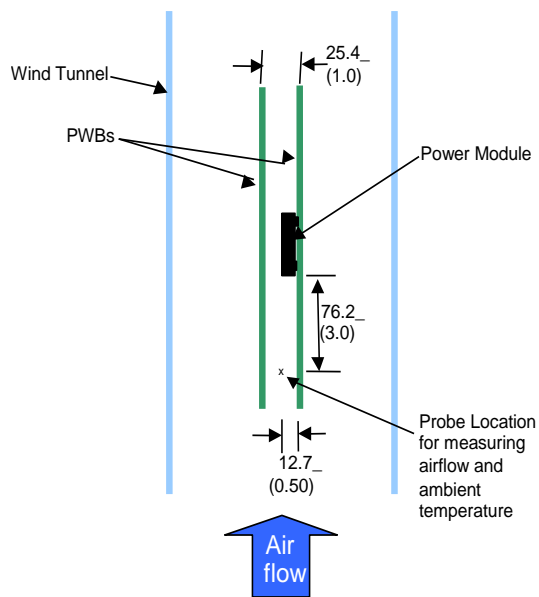 25.4_
(1.0)
Wind Tunnel
PWBs
Power Module
76.2_
(3.0)
x
Probe Location
for measuring
airflow and
ambient
temperature
12.7_
(0.50)
Air
flow